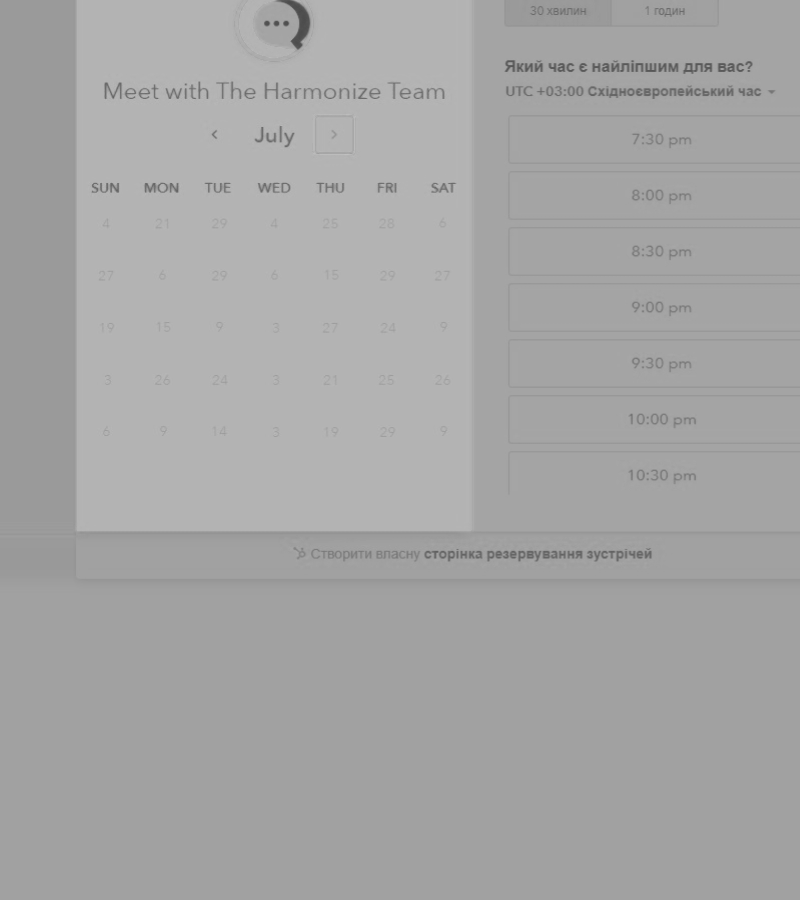 Meet with The Harmonize Team
July
SUN MON TUE WED THU FRI SAT
4 21 29 4 25 28 6
27 6 29 6 15 29 27
19 15 9 3 27 24 9
3 26 24 3 21 25 26
6 9 14 3 19 29 9
30 хвилин 1 годин
Який час є найліпшим для вас?
UTC +03:00 Східноєвропейський час
7:30 pm
8:00 pm
8:30 pm
9:00 pm
9:30 pm
10:00 pm
10:30 pm
Створити власну сторінка резервування зустрічей